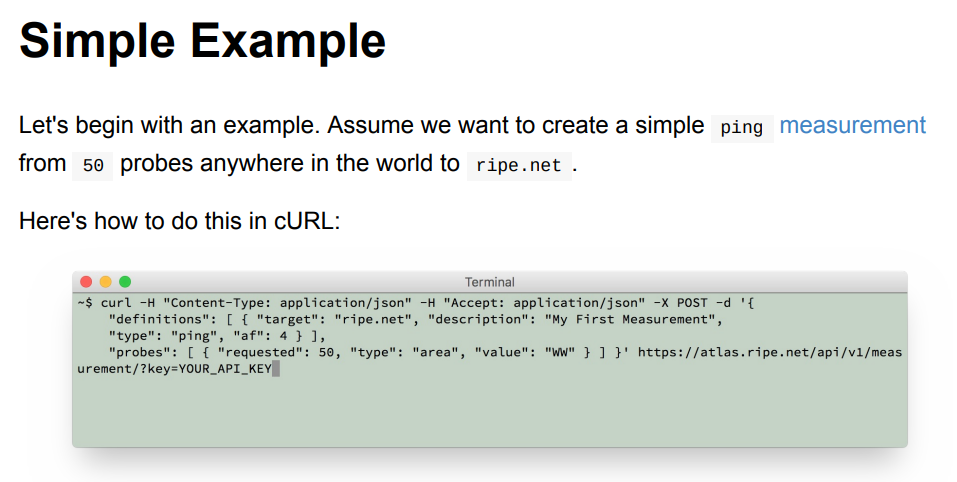 Simple Example
Let's begin with an example. Assume we want to create a simple ping measurement
from 50 probes anywhere in the world to ripe.net.
Here's how to do this in cURL:
Terminal
~$ curl -H "Content-Type: application/json" -H "Accept: application/json" -X POST -d '{
"definitions": [ { "target": "ripe.net", "description": "My First Measurement",
"type": "ping", "af": 4 } ],
"probes": [ { "requested": 50, "type": "area", "value": "WW" } ] }' https://atlas.ripe.net/api/v1/meas
urement/?key=YOUR_API_KEY